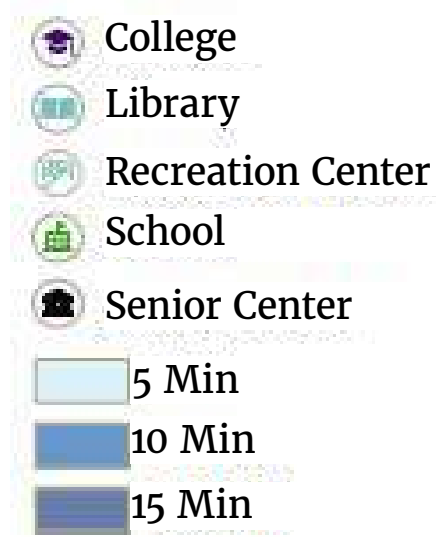 College
Library
Recreation Center
School
Senior Center
5 Min
10 Min
15 Min